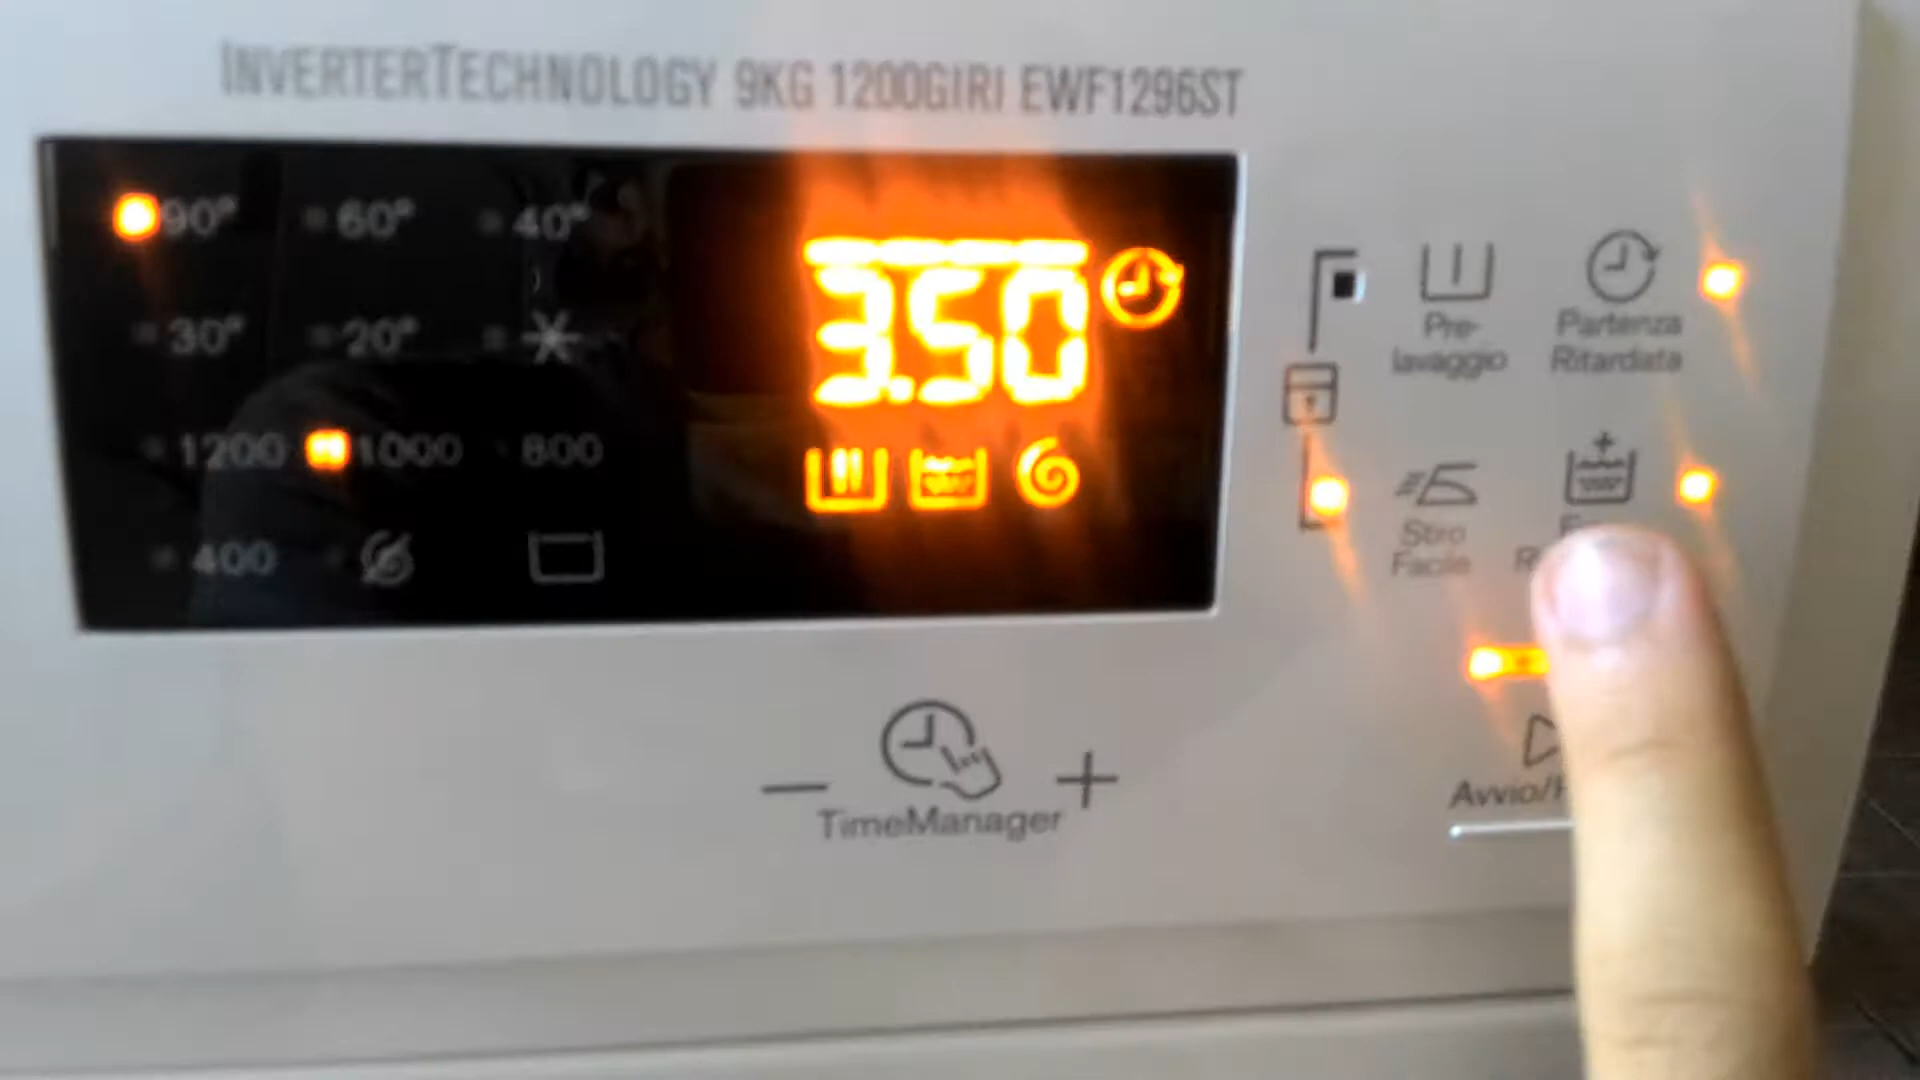 INVERTERTECHNOLOGY 9KG 1200GIRI EWF1296ST
90° 60° 40°
30° 20°
1200 1000 800
400
3.50
Pre-
lavaggio
Partenza
Ritardata
Stiro
Facile
TimeManager
Avvio/